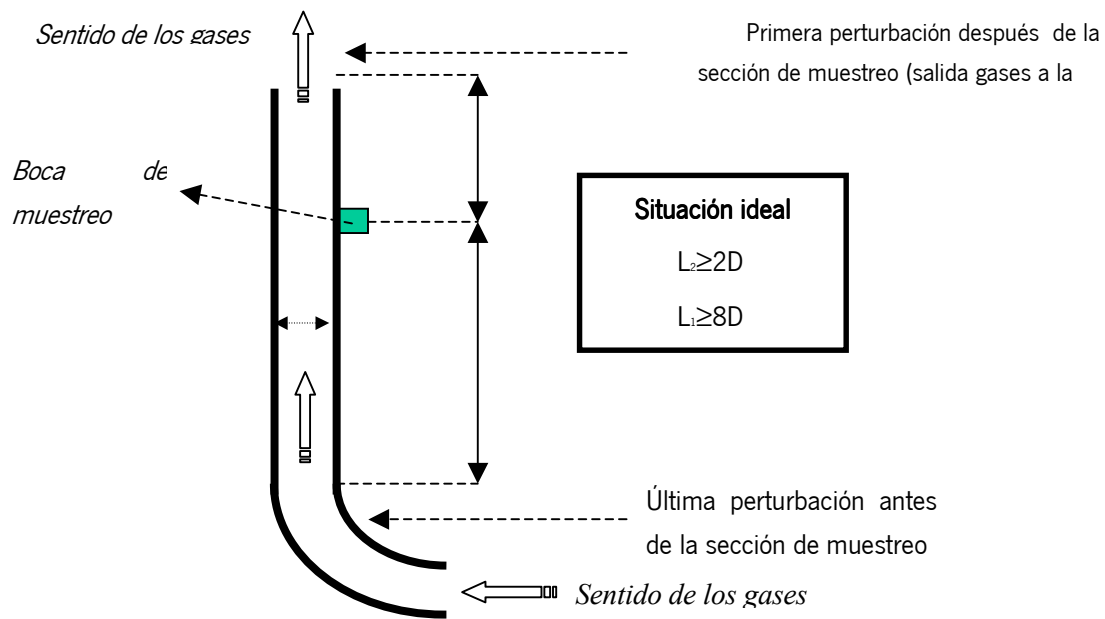 Sentido de los gases
Primera perturbación después de la
sección de muestreo (salida gases a la
Boca de
muestreo
Situación ideal
L₂≥2D
L₁≥8D
Última perturbación antes
de la sección de muestreo
Sentido de los gases